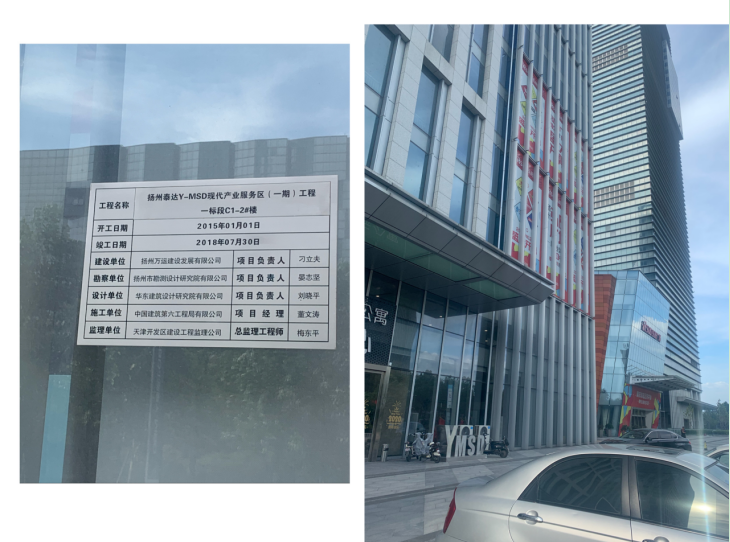 工程名称 扬州泰达Y-MSD现代产业服务区(一期)工程
一标段C1-2#楼
开工日期 2015年01月01日
竣工日期 2018年07月30日
建设单位 扬州万运建设发展有限公司 项目负责人 刁立夫
勘察单位 扬州市勘测设计研究院有限公司 项目负责人 晏志坚
设计单位 华东建筑设计研究院有限公司 项目负责人 刘晓平
施工单位 中国建筑第六工程局有限公司 项目经理 董文涛
监理单位 天津开发区建设工程监理公司 总监理工程师 梅东平
公寓
YMSD